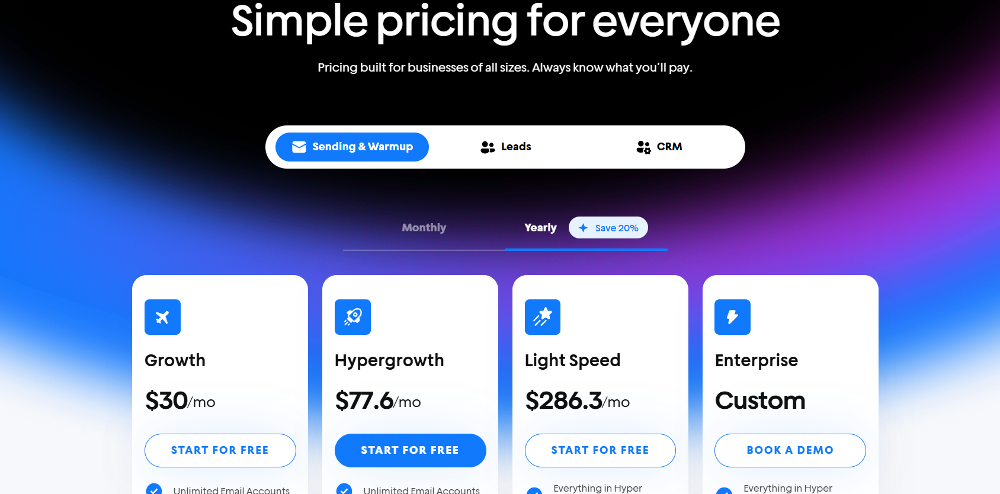 Simple pricing for everyone
Pricing built for businesses of all sizes. Always know what you'll pay.
Sending & Warmup
Leads
CRM
Monthly
Yearly
Save 20%
Growth
$30/mo
START FOR FREE
Unlimited Email Accounts
Hypergrowth
$77.6/mo
START FOR FREE
Unlimited Email Accounts
Light Speed
$286.3/mo
START FOR FREE
Everything in Hyper
Enterprise
Custom
BOOK A DEMO
Everything in Hyper